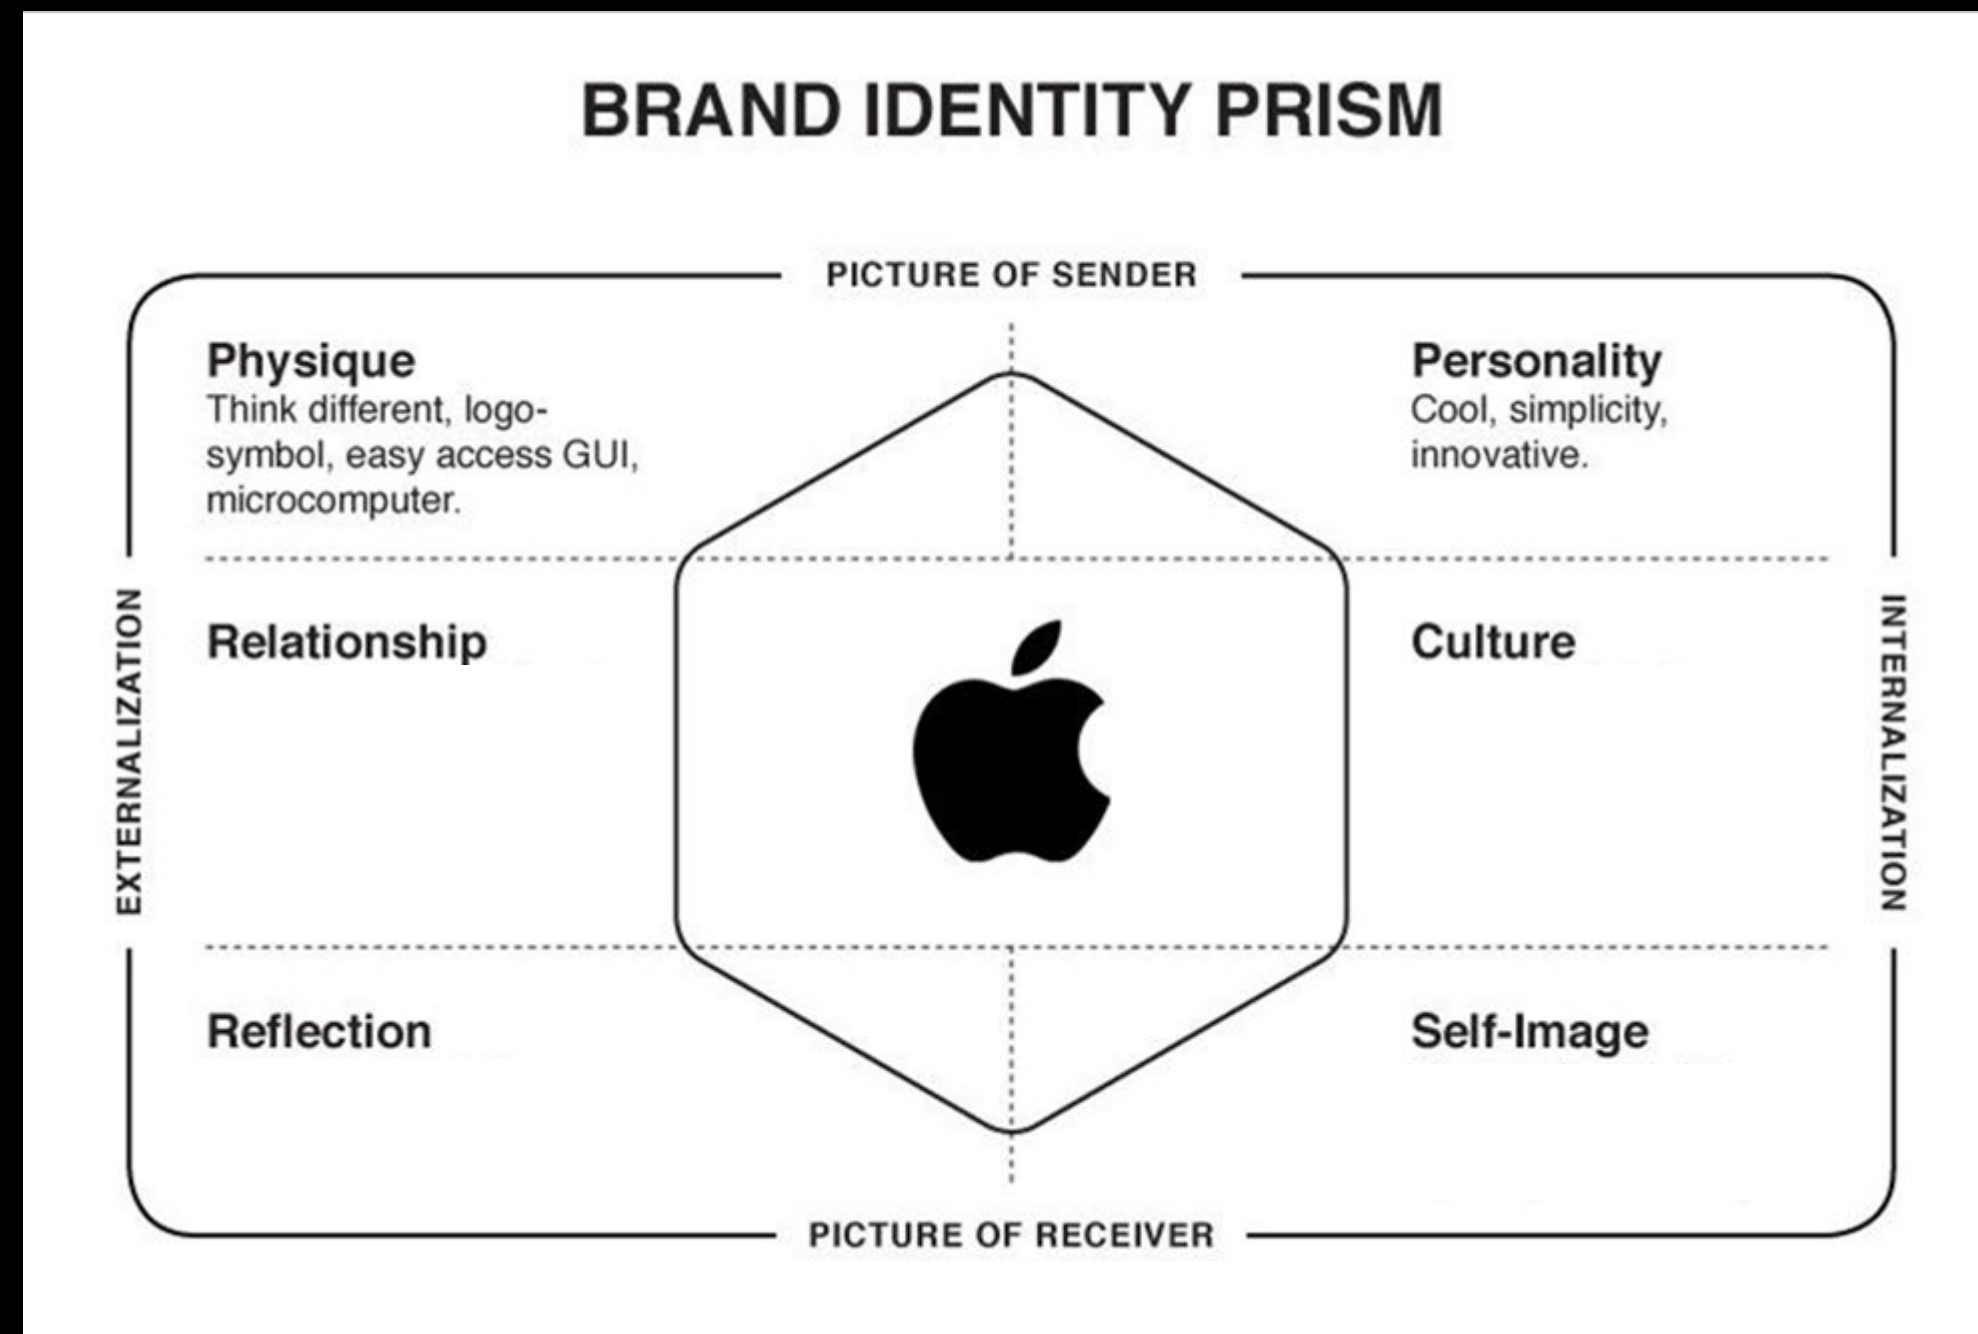 BRAND IDENTITY PRISM
PICTURE OF SENDER
Physique
Think different, logo-
symbol, easy access GUI,
microcomputer.
Personality
Cool, simplicity,
innovative.
EXTERNALIZATION
Relationship
Culture
INTERNALIZATION
Reflection
Self-Image
PICTURE OF RECEIVER